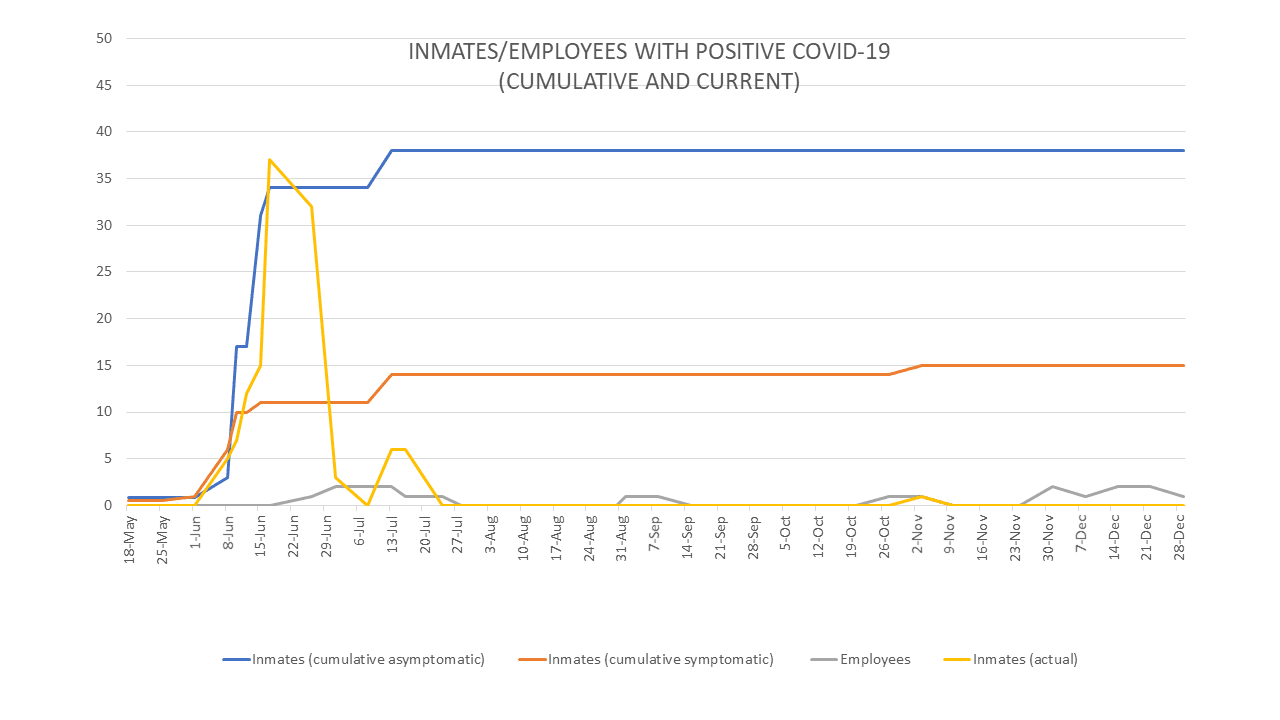 INMATES/EMPLOYEES WITH POSITIVE COVID-19
(CUMULATIVE AND CURRENT)
50
45
40
35
30
25
20
15
10
5
0
18-May
25-May
1-Jun
8-Jun
15-Jun
22-Jun
29-Jun
6-Jul
13-Jul
20-Jul
27-Jul
3-Aug
10-Aug
17-Aug
24-Aug
31-Aug
7-Sep
14-Sep
21-Sep
28-Sep
5-Oct
12-Oct
19-Oct
26-Oct
2-Nov
9-Nov
16-Nov
23-Nov
30-Nov
7-Dec
14-Dec
21-Dec
28-Dec
Inmates (cumulative asymptomatic)
Inmates (cumulative symptomatic)
Employees
Inmates (actual)